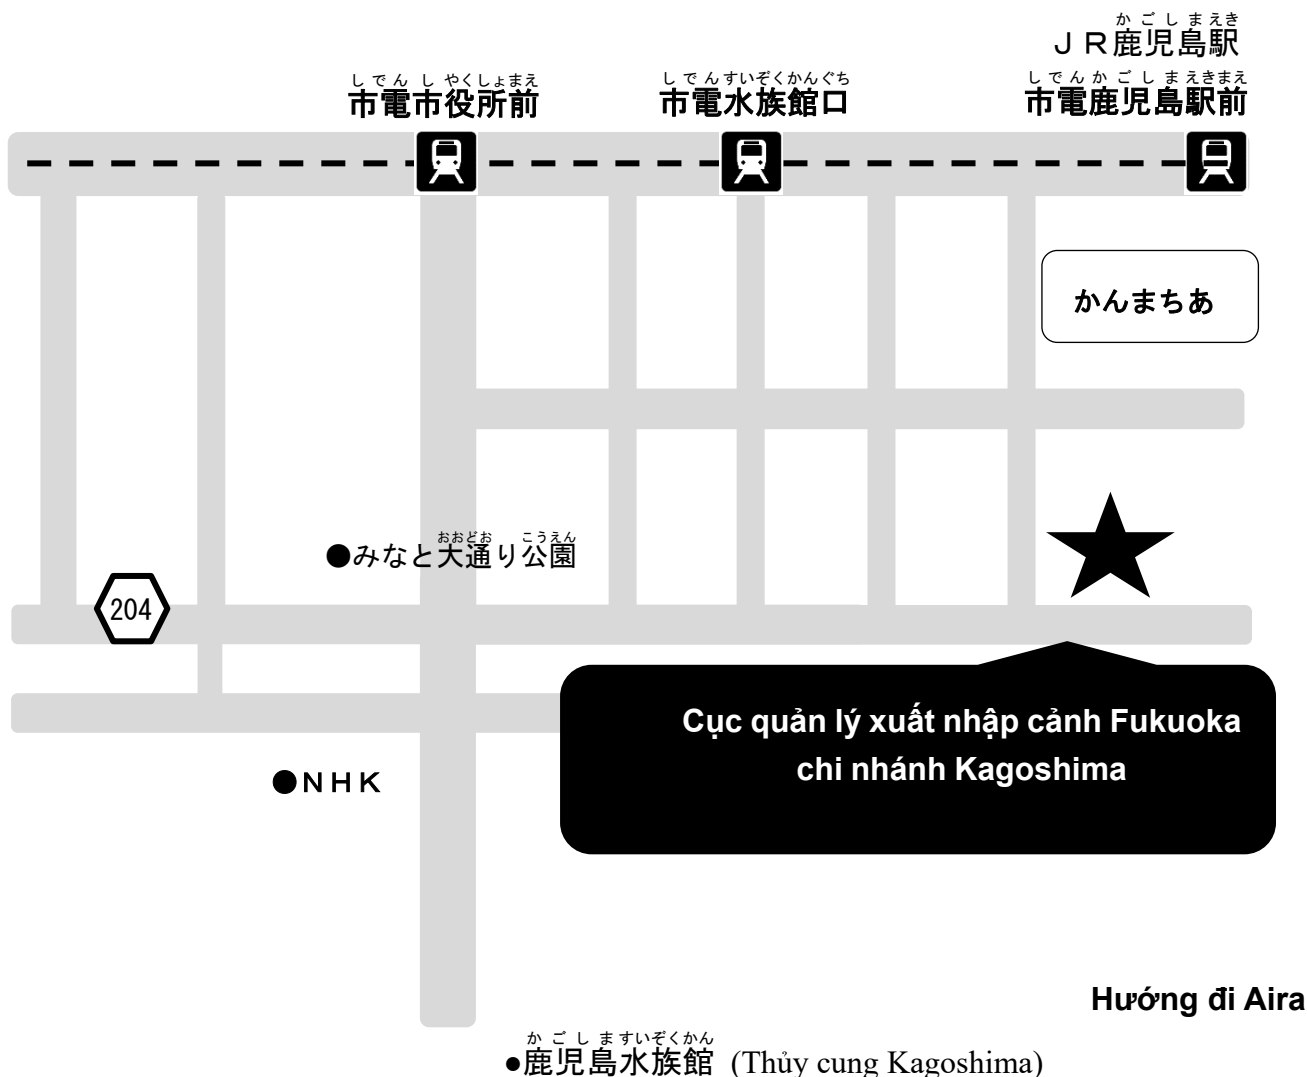 かごしまえき
ＪＲ鹿児島駅
しでんしやくしょまえ
市電市役所前
しでんすいぞくかんぐち
市電水族館口
しでんかごしまえきまえ
市電鹿児島駅前
かんまちあ
おおどお こうえん
●みなと大通り公園
204
Cục quản lý xuất nhập cảnh Fukuoka
chi nhánh Kagoshima
●ＮＨＫ
Hướng đi Aira
かごしますいぞくかん
●鹿児島水族館 (Thủy cung Kagoshima)